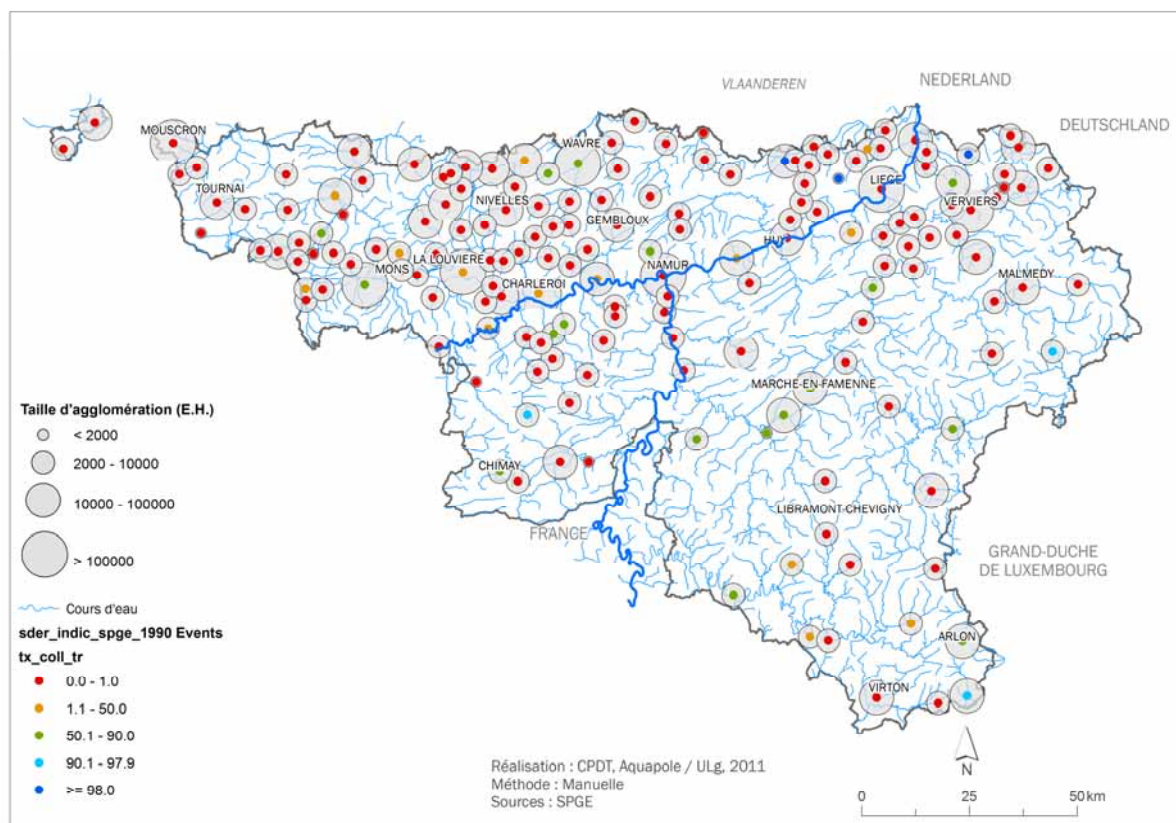 VLAANDEREN
NEDERLAND
DEUTSCHLAND
MOUSCRON
WAVRE
TOURNAI
NIVELLES
LIEGE
VERVIERS
GEMBLOUX
HUY
LA LOUVIERE
MONS
NAMUR
CHARLEROI
MALMEDY
MARCHE-EN-FAMENNE
CHIMAY
LIBRAMONT-CHEVIGNY
FRANCE
GRAND-DUCHE
DE LUXEMBOURG
ARLON
VIRTON
Taille d'agglomération (E.H.)
< 2000
2000 - 10000
10000 - 100000
> 100000
Cours d'eau
sder_indic_spge_1990 Events
tx_coll_tr
0.0 - 1.0
1.1 - 50.0
50.1 - 90.0
90.1 - 97.9
>= 98.0
Réalisation : CPDT, Aquapole / ULg, 2011
Méthode : Manuelle
Sources : SPGE
N
0 25 50 km